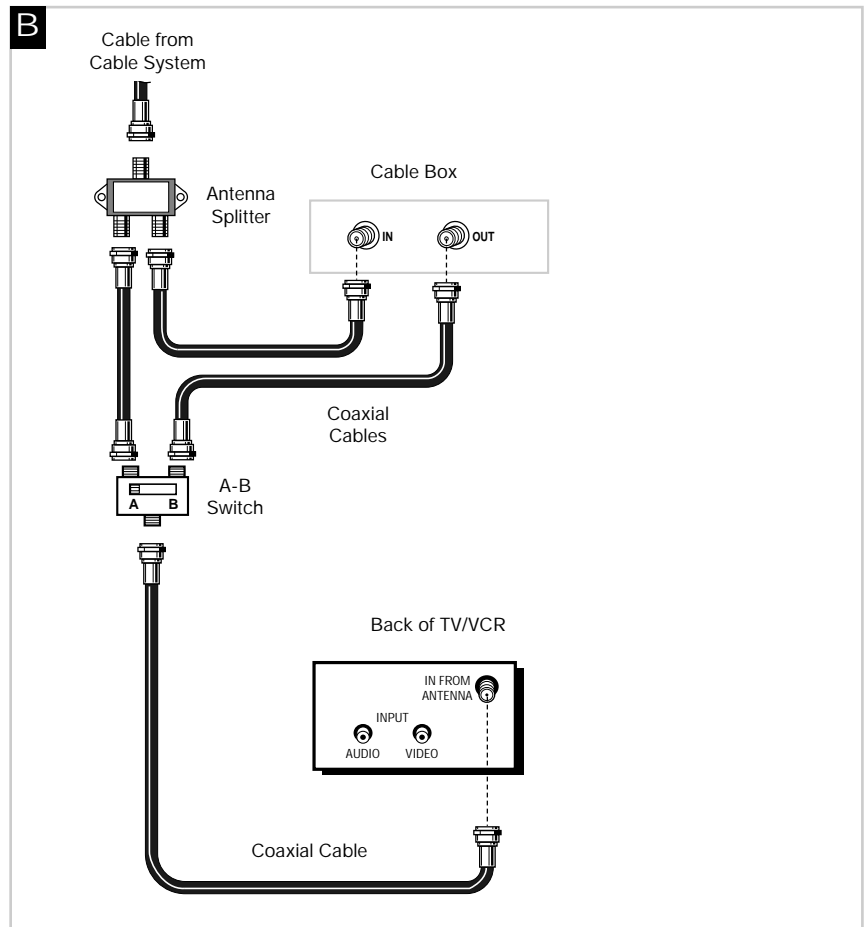 B
Cable from
Cable System
Antenna
Splitter
Cable Box
IN
OUT
Coaxial
Cables
A B
A-B
Switch
Back of TV/VCR
IN FROM
ANTENNA
INPUT
AUDIO VIDEO
Coaxial Cable